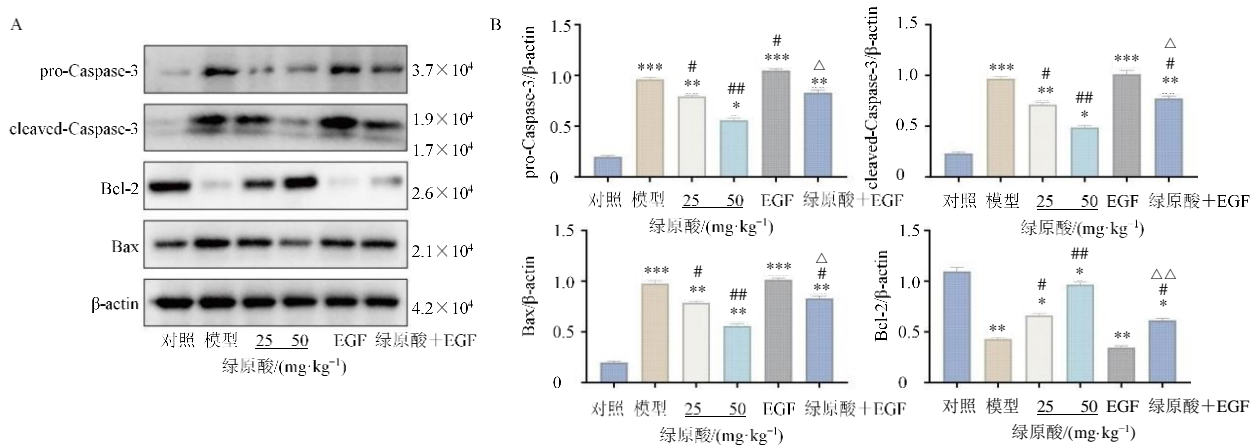 A
pro-Caspase-3
3.7×10⁴
cleaved-Caspase-3
1.9×10⁴
1.7×10⁴
Bcl-2
2.6×10⁴
Bax
2.1×10⁴
β-actin
4.2×10⁴
对照 模型 25 50 EGF 绿原酸+EGF
绿原酸/(mg·kg⁻¹)
B
pro-Caspase-3/β-actin
1.5
1.0
0.5
0
***
#
**
##
*
#
***
△
**
对照 模型 25 50 EGF 绿原酸+EGF
绿原酸/(mg·kg⁻¹)
cleaved-Caspase-3/β-actin
1.5
1.0
0.5
0
***
#
**
##
*
***
△
#
**
对照 模型 25 50 EGF 绿原酸+EGF
绿原酸/(mg·kg⁻¹)
Bax/β-actin
1.5
1.0
0.5
0
***
#
**
##
**
***
△
#
**
对照 模型 25 50 EGF 绿原酸+EGF
绿原酸/(mg·kg⁻¹)
Bcl-2/β-actin
1.5
1.0
0.5
0
**
#
*
##
*
**
△△
#
*
对照 模型 25 50 EGF 绿原酸+EGF
绿原酸/(mg·kg⁻¹)